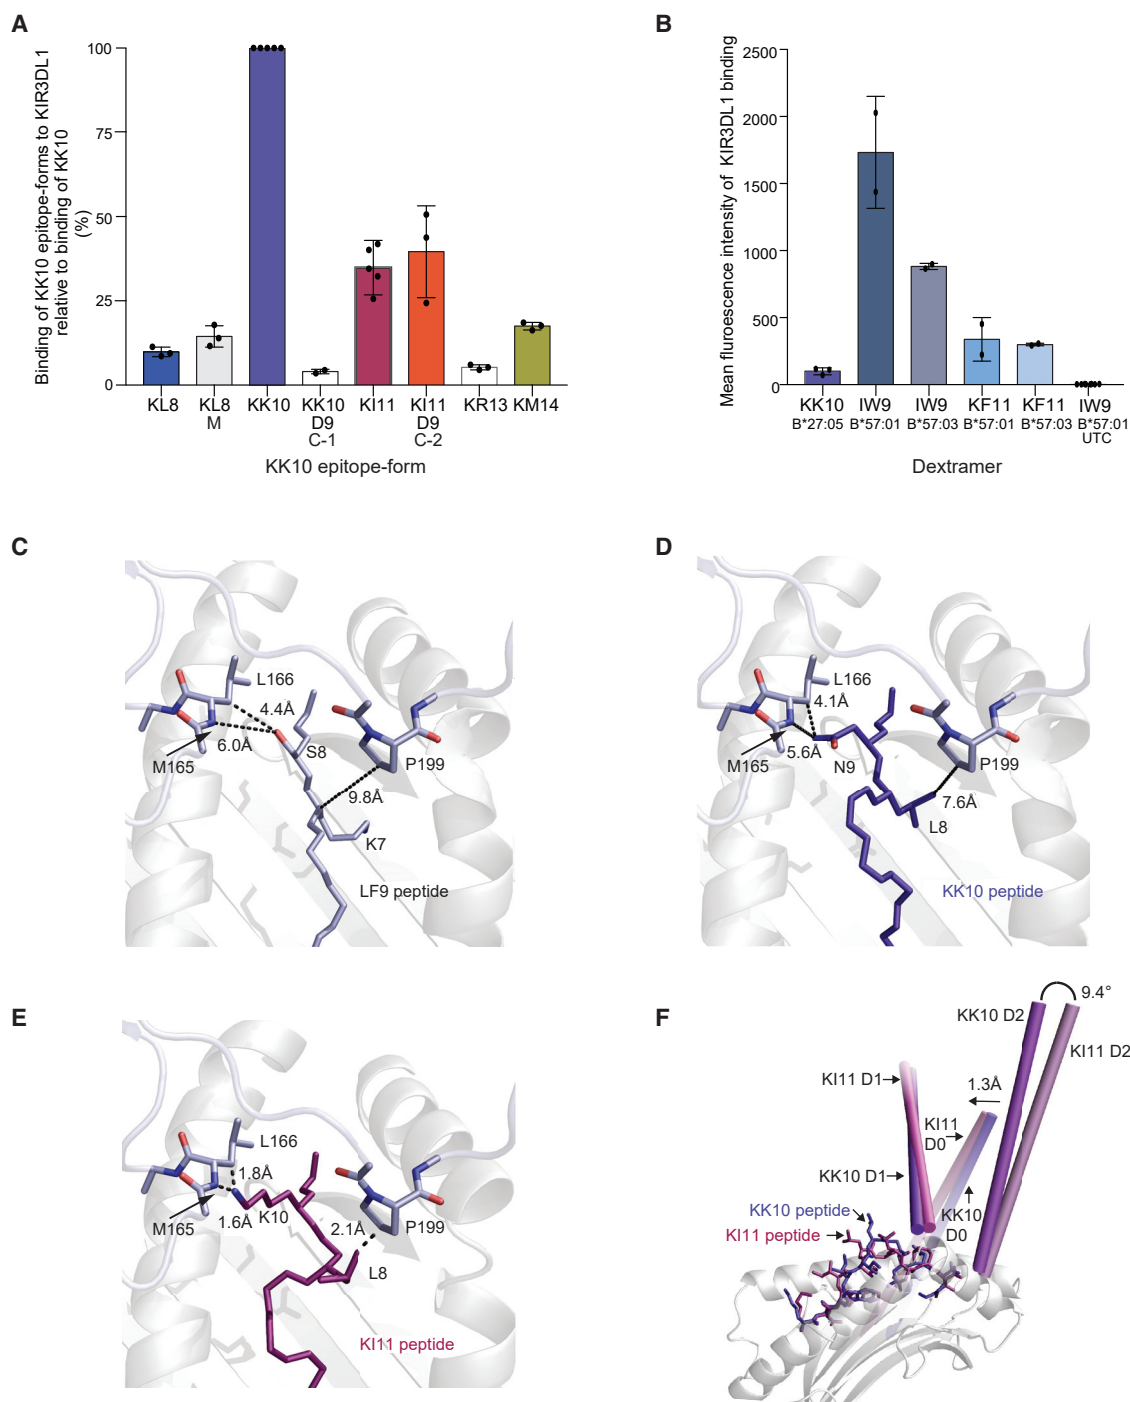 A
Binding of KK10 epitope-forms to KIR3DL1
relative to binding of KK10
(%)
100
75
50
25
0
KL8
KL8
M
KK10
KK10
D9
C-1
KI11
KI11
D9
C-2
KR13
KM14
KK10 epitope-form
B
Mean fluroescence intensity of KIR3DL1 binding
2500
2000
1500
1000
500
0
KK10
B*27:05
IW9
B*57:01
IW9
B*57:03
KF11
B*57:01
KF11
B*57:03
IW9
B*57:01
UTC
Dextramer
C
L166
4.4Å
6.0Å
S8
M165
P199
9.8Å
K7
LF9 peptide
D
L166
4.1Å
M165
5.6Å
N9
P199
7.6Å
L8
KK10 peptide
E
L166
1.8Å
K10
M165
1.6Å
2.1Å
P199
L8
KI11 peptide
F
9.4°
KK10 D2
KI11 D2
KI11 D1
1.3Å
KI11
D0
KK10 D1
KK10 peptide
KI11 peptide
KK10
D0